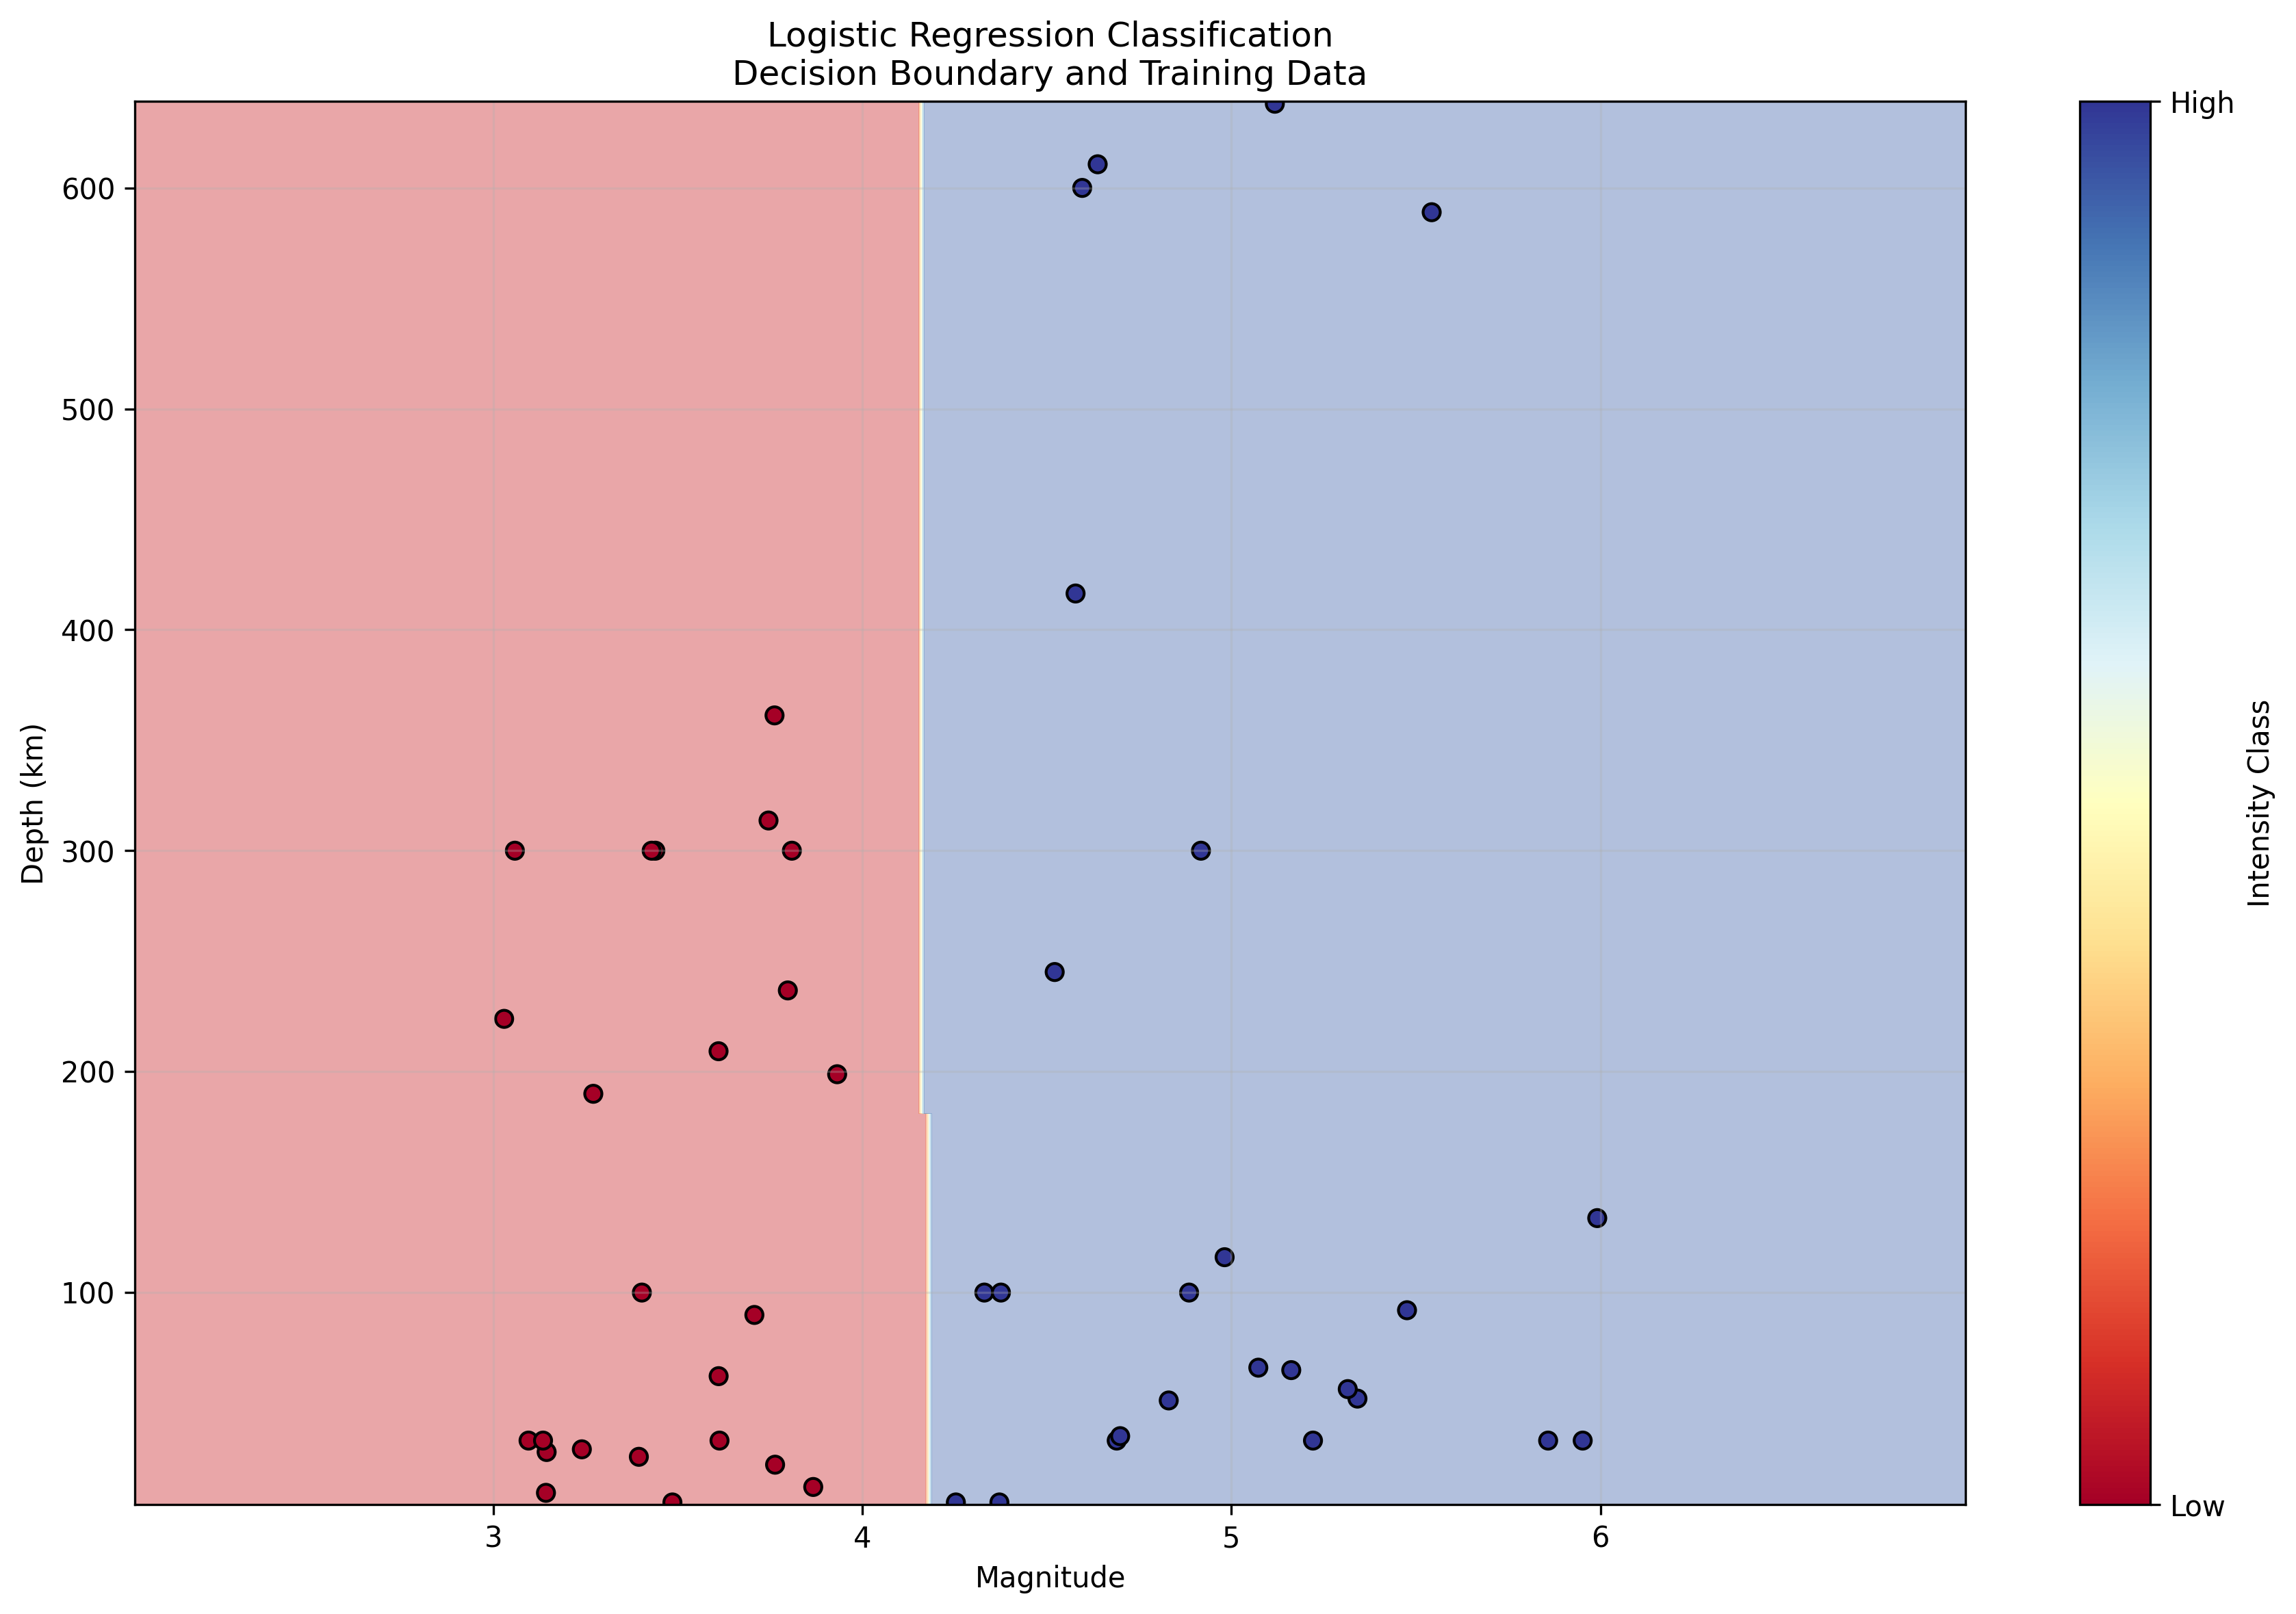 Logistic Regression Classification
Decision Boundary and Training Data
High
600
500
400
300
200
100
Depth (km)
Intensity Class
Low
3 4 5 6
Magnitude